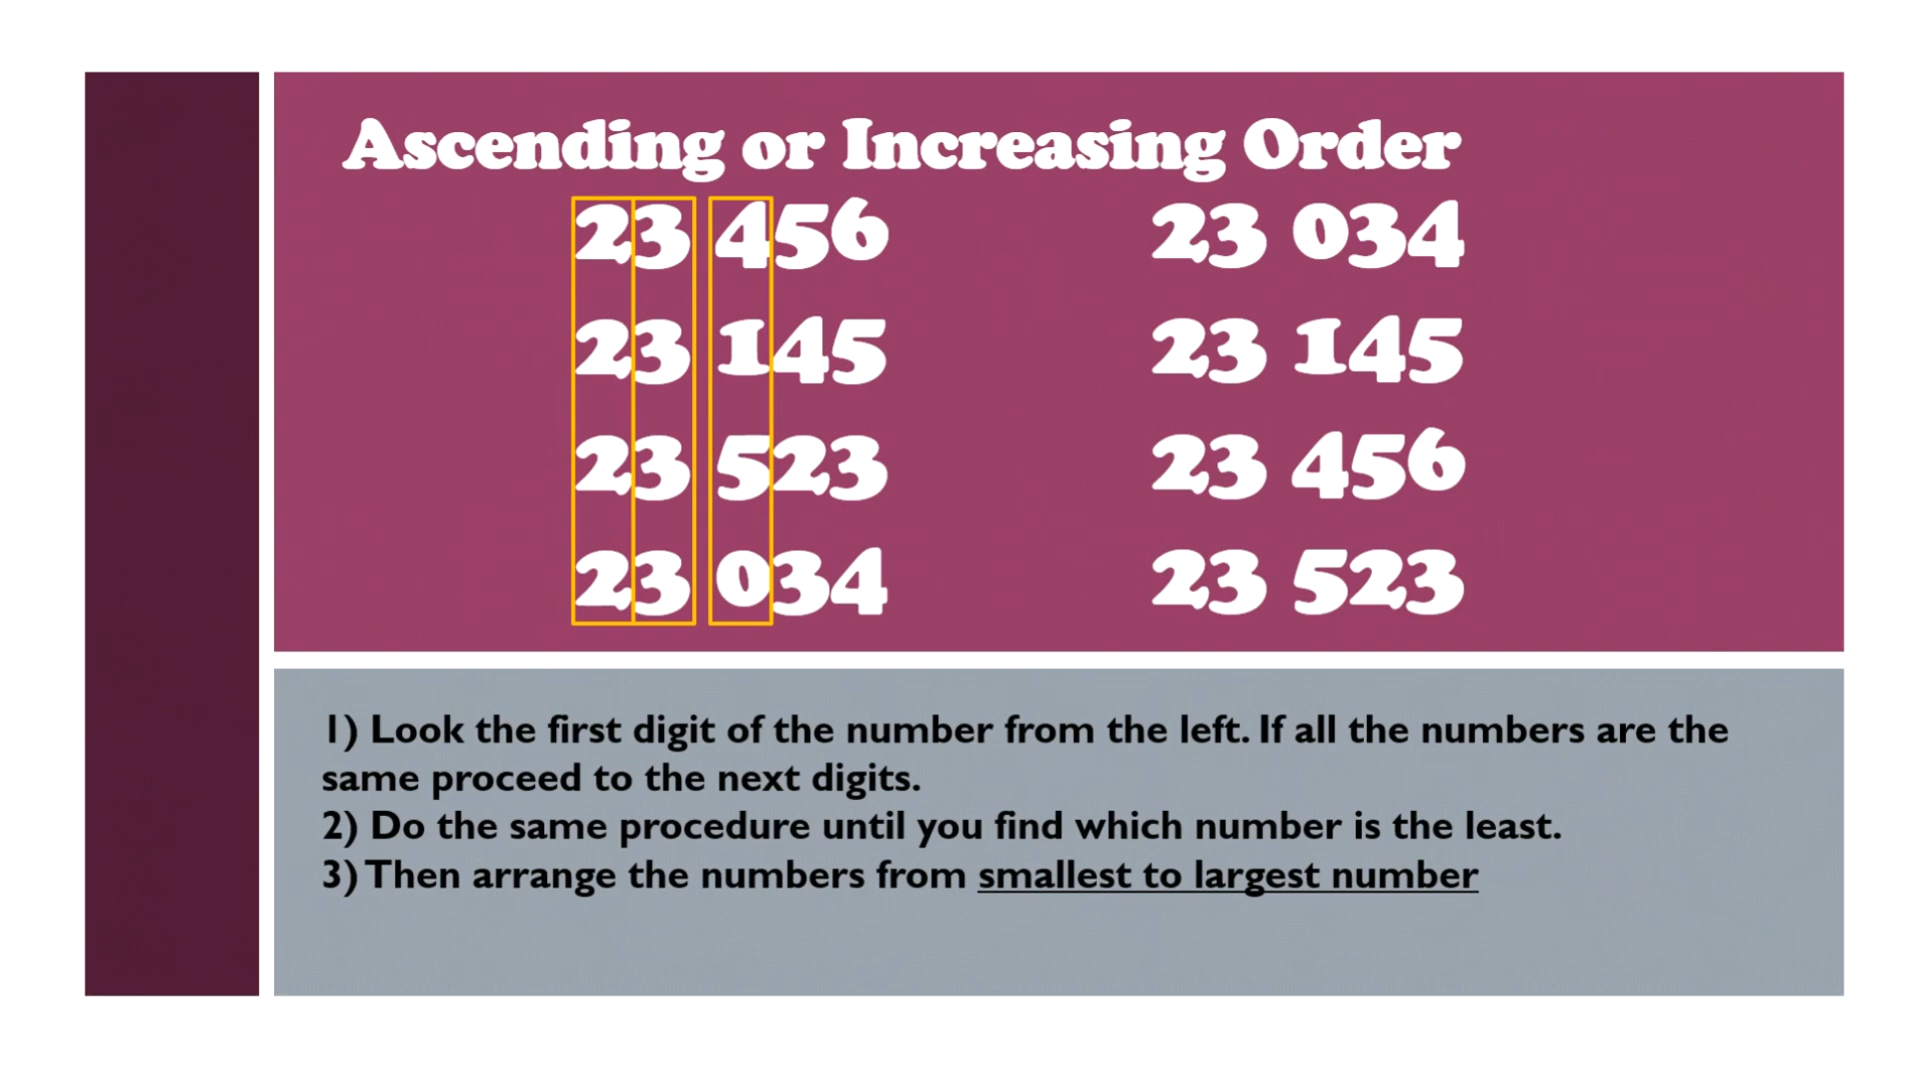 Ascending or Increasing Order
23 456 23 034
23 145 23 145
23 523 23 456
23 034 23 523
1) Look the first digit of the number from the left. If all the numbers are the
same proceed to the next digits.
2) Do the same procedure until you find which number is the least.
3) Then arrange the numbers from smallest to largest number